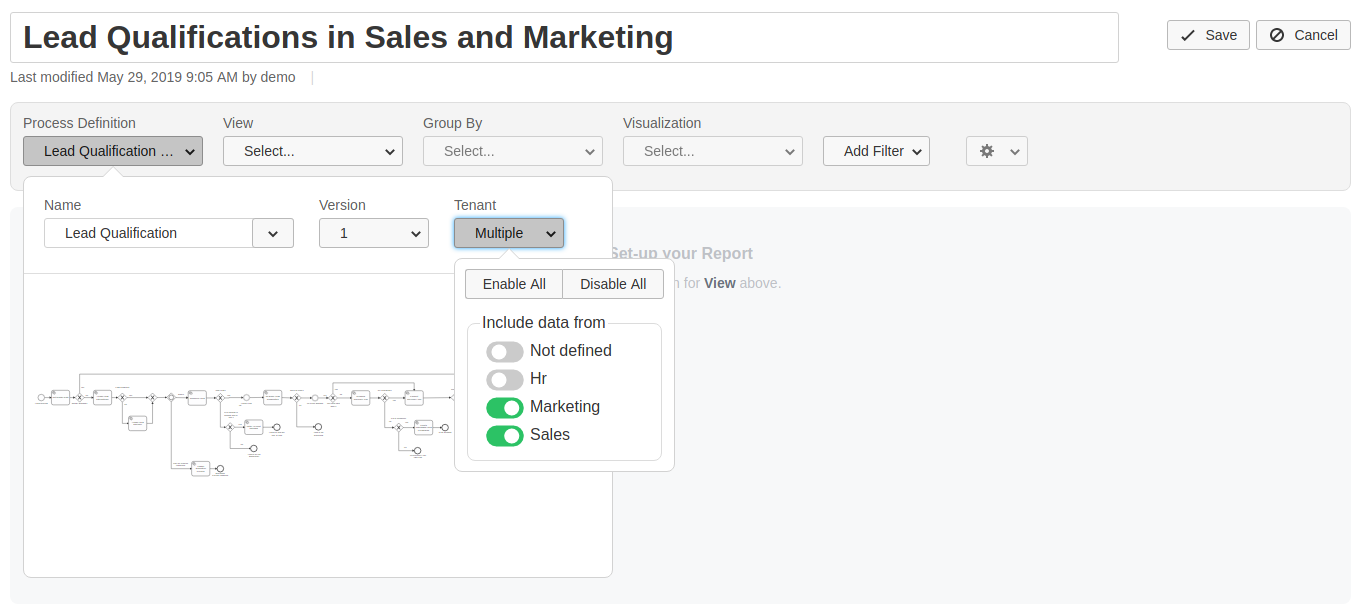 Lead Qualifications in Sales and Marketing
Save
Cancel
Last modified May 29, 2019 9:05 AM by demo
Process Definition
View
Group By
Visualization
Lead Qualification ...
Select...
Select...
Select...
Add Filter
Name
Version
Tenant
Lead Qualification
1
Multiple
Set-up your Report
for View above.
Enable All
Disable All
Include data from
Not defined
Hr
Marketing
Sales